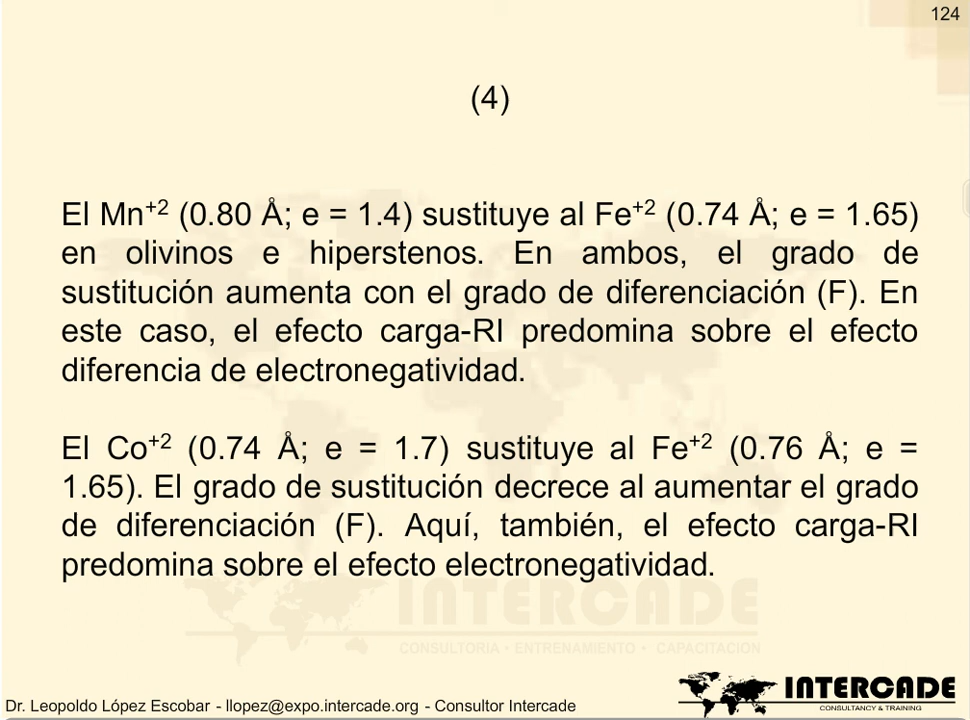 124
(4)
El Mn+2 (0.80 Å; e = 1.4) sustituye al Fe+2 (0.74 Å; e = 1.65)
en olivinos e hiperstenos. En ambos, el grado de
sustitución aumenta con el grado de diferenciación (F). En
este caso, el efecto carga-RI predomina sobre el efecto
diferencia de electronegatividad.
El Co+2 (0.74 Å; e = 1.7) sustituye al Fe+2 (0.76 Å; e =
1.65). El grado de sustitución decrece al aumentar el grado
de diferenciación (F). Aquí, también, el efecto carga-RI
predomina sobre el efecto electronegatividad.
INTERCADE
CONSULTORIA • ENTRENAMIENTO • CAPACITACION
INTERCADE
CONSULTANCY & TRAINING
Dr. Leopoldo López Escobar - llopez@expo.intercade.org - Consultor Intercade